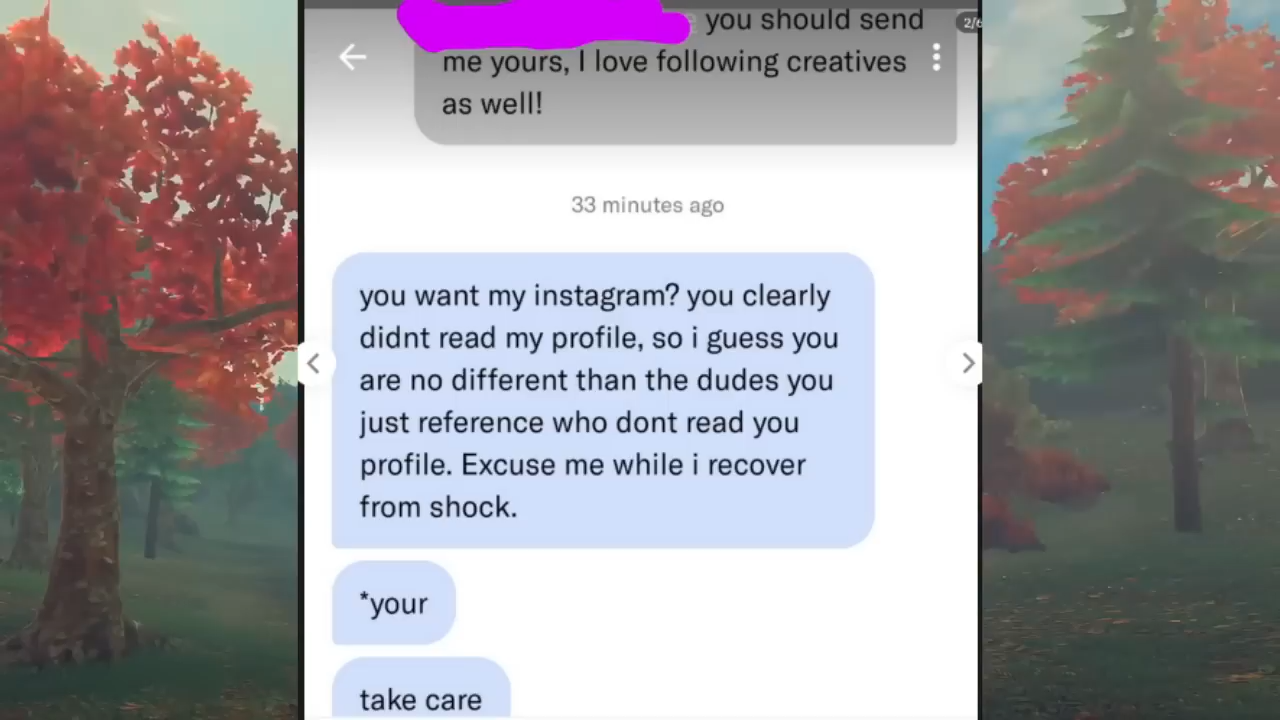 you should send
me yours, I love following creatives
as well!
33 minutes ago
you want my instagram? you clearly
didnt read my profile, so i guess you
are no different than the dudes you
just reference who dont read you
profile. Excuse me while i recover
from shock.
*your
take care